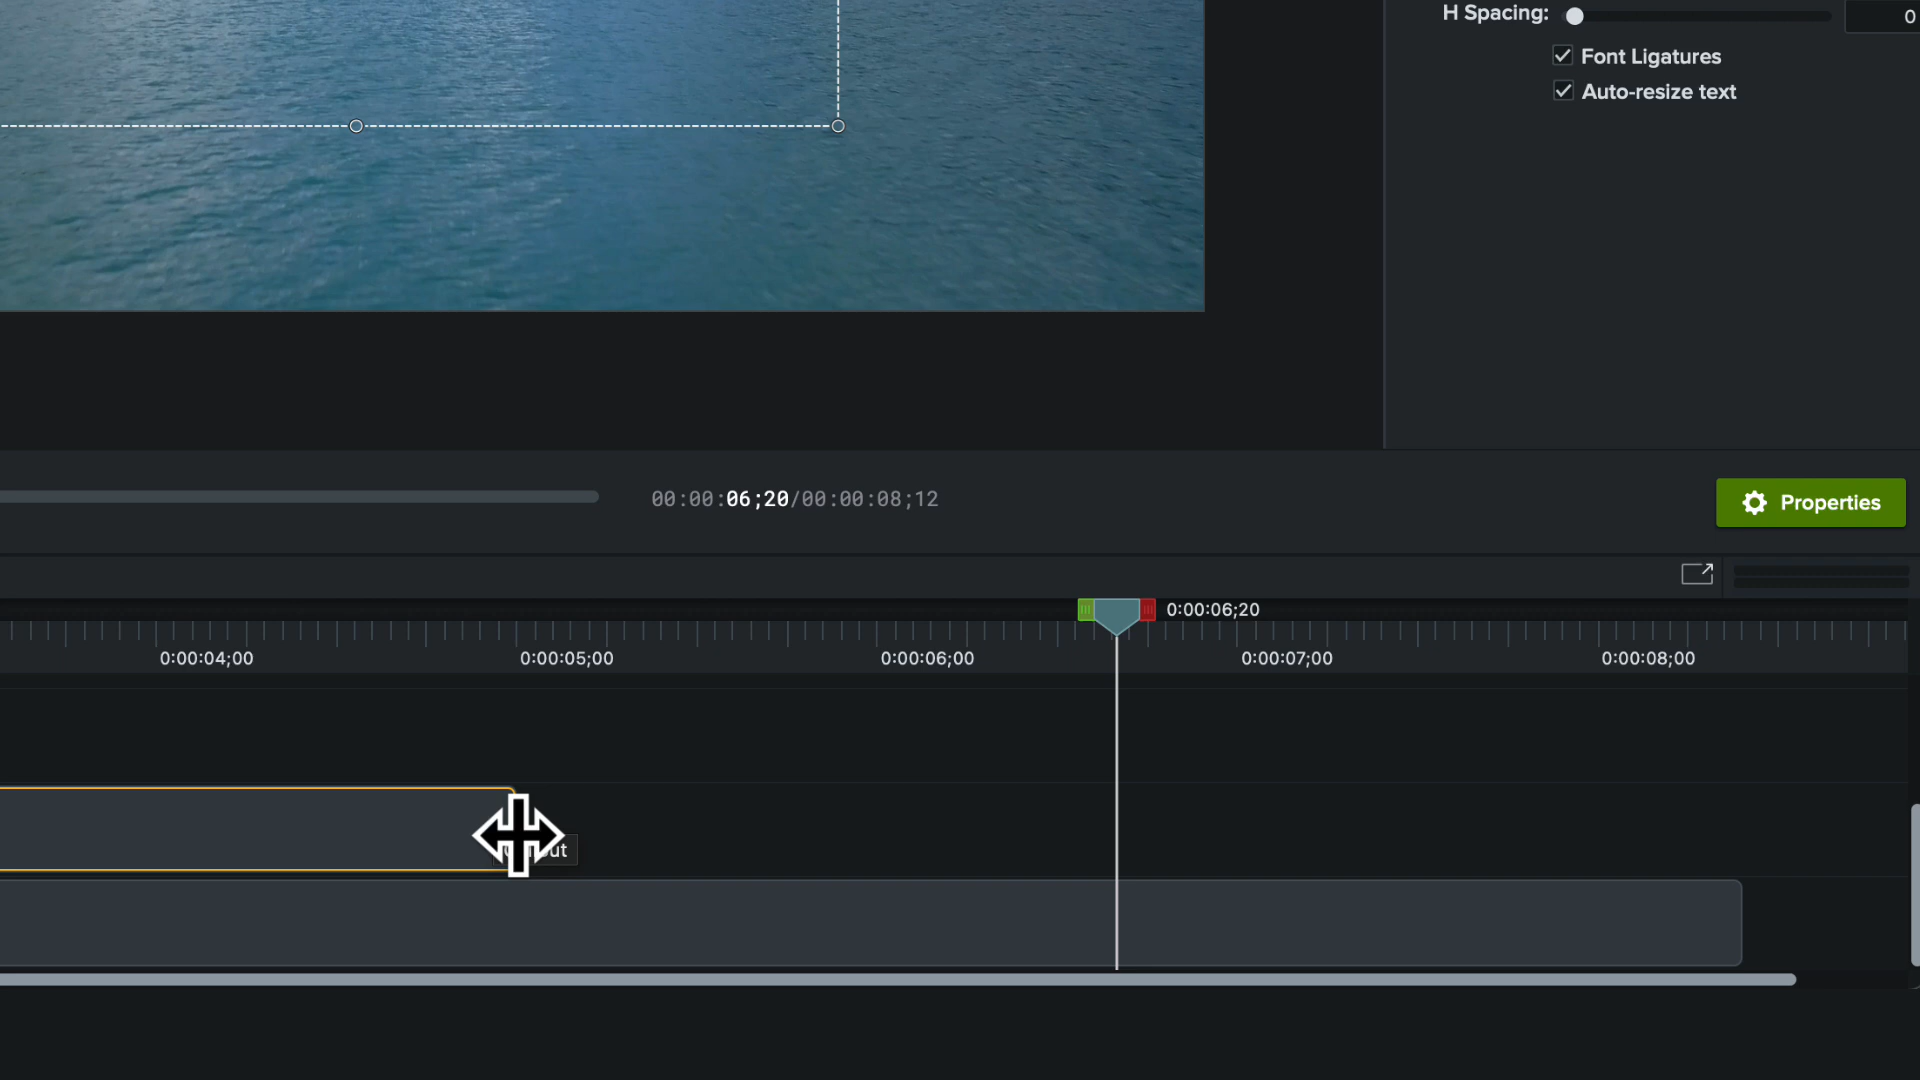 H Spacing:
0
Font Ligatures
Auto-resize text
00:00:06;20/00:00:08;12
Properties
0:00:06;20
0:00:04;00
0:00:05;00
0:00:06;00
0:00:07;00
0:00:08;00